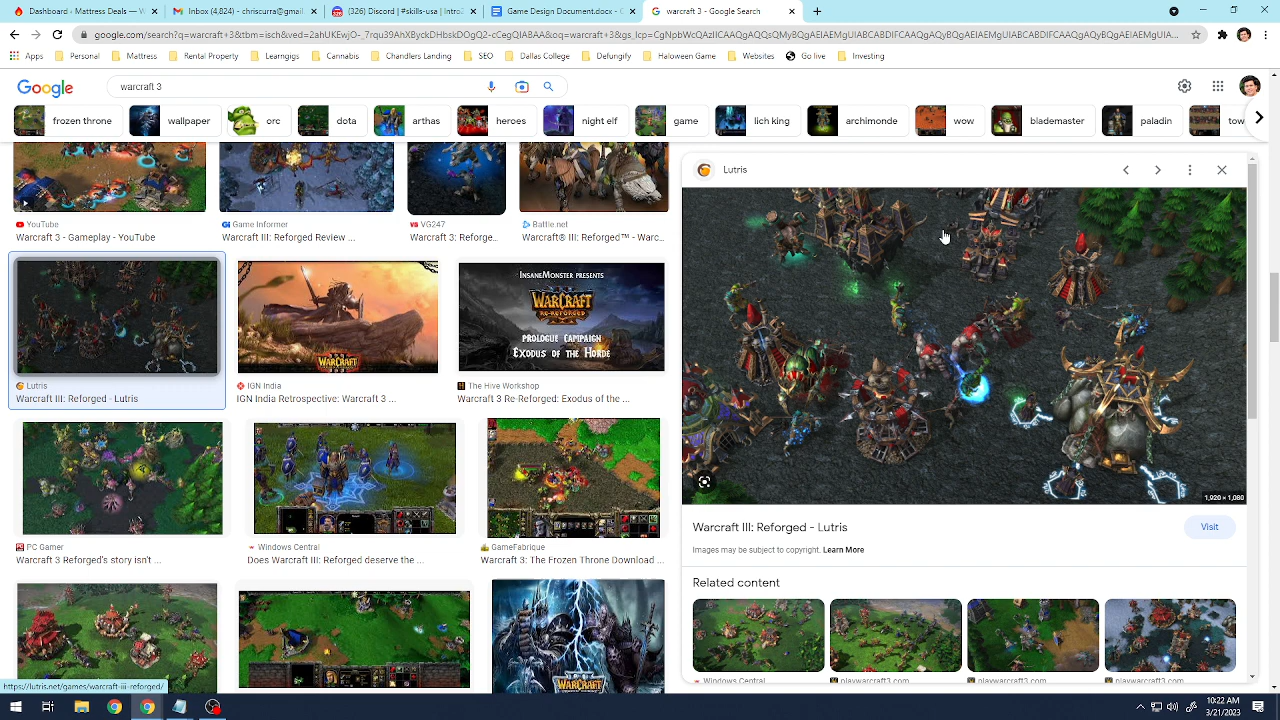 Dashboard | Mattress Deals — W
Inbox (4,824) - chriscurra@gmail.
(326) Discord | #skills-usa | Intro
Game Design Document.docx - G
warcraft 3 - Google Search
Apps
Personal
Mattress
Rental Property
Learngigs
Cannabis
Chandlers Landing
SEO
Dallas College
Defungify
Haloween Game
Websites
Go live
Investing
Google
warcraft 3
frozen throne
wallpaper
orc
dota
arthas
heroes
night elf
game
lich king
archimonde
wow
blademaster
paladin
tow
YouTube
Warcraft 3 - Gameplay - YouTube
Game Informer
Warcraft III: Reforged Review ...
VG247
Warcraft 3: Reforge...
Battle.net
Warcraft® III: Reforged™ - Warc...
Lutris
Warcraft III: Reforged - Lutris
WARCRAFT
IGN India
IGN India Retrospective: Warcraft 3 ...
INSANEMONSTER PRESENTS
WARCRAFT
RE-REFORGED
PROLOGUE CAMPAIGN
EXODUS OF THE HORDE
The Hive Workshop
Warcraft 3 Re-Reforged: Exodus of the ...
PC Gamer
Warcraft 3 Reforged's story isn't ...
Windows Central
Does Warcraft III: Reforged deserve the ...
GameFabrique
Warcraft 3: The Frozen Throne Download ...
WARCRAFT
Lutris
1,920 × 1,080
Warcraft III: Reforged - Lutris
Visit
Images may be subject to copyright. Learn More
Related content
Windows Central
playwarcraft3.com
playwarcraft3.com
playwarcraft3.com
https://lutris.net/games/warcraft-iii-reforged/
10:22 AM
3/21/2023